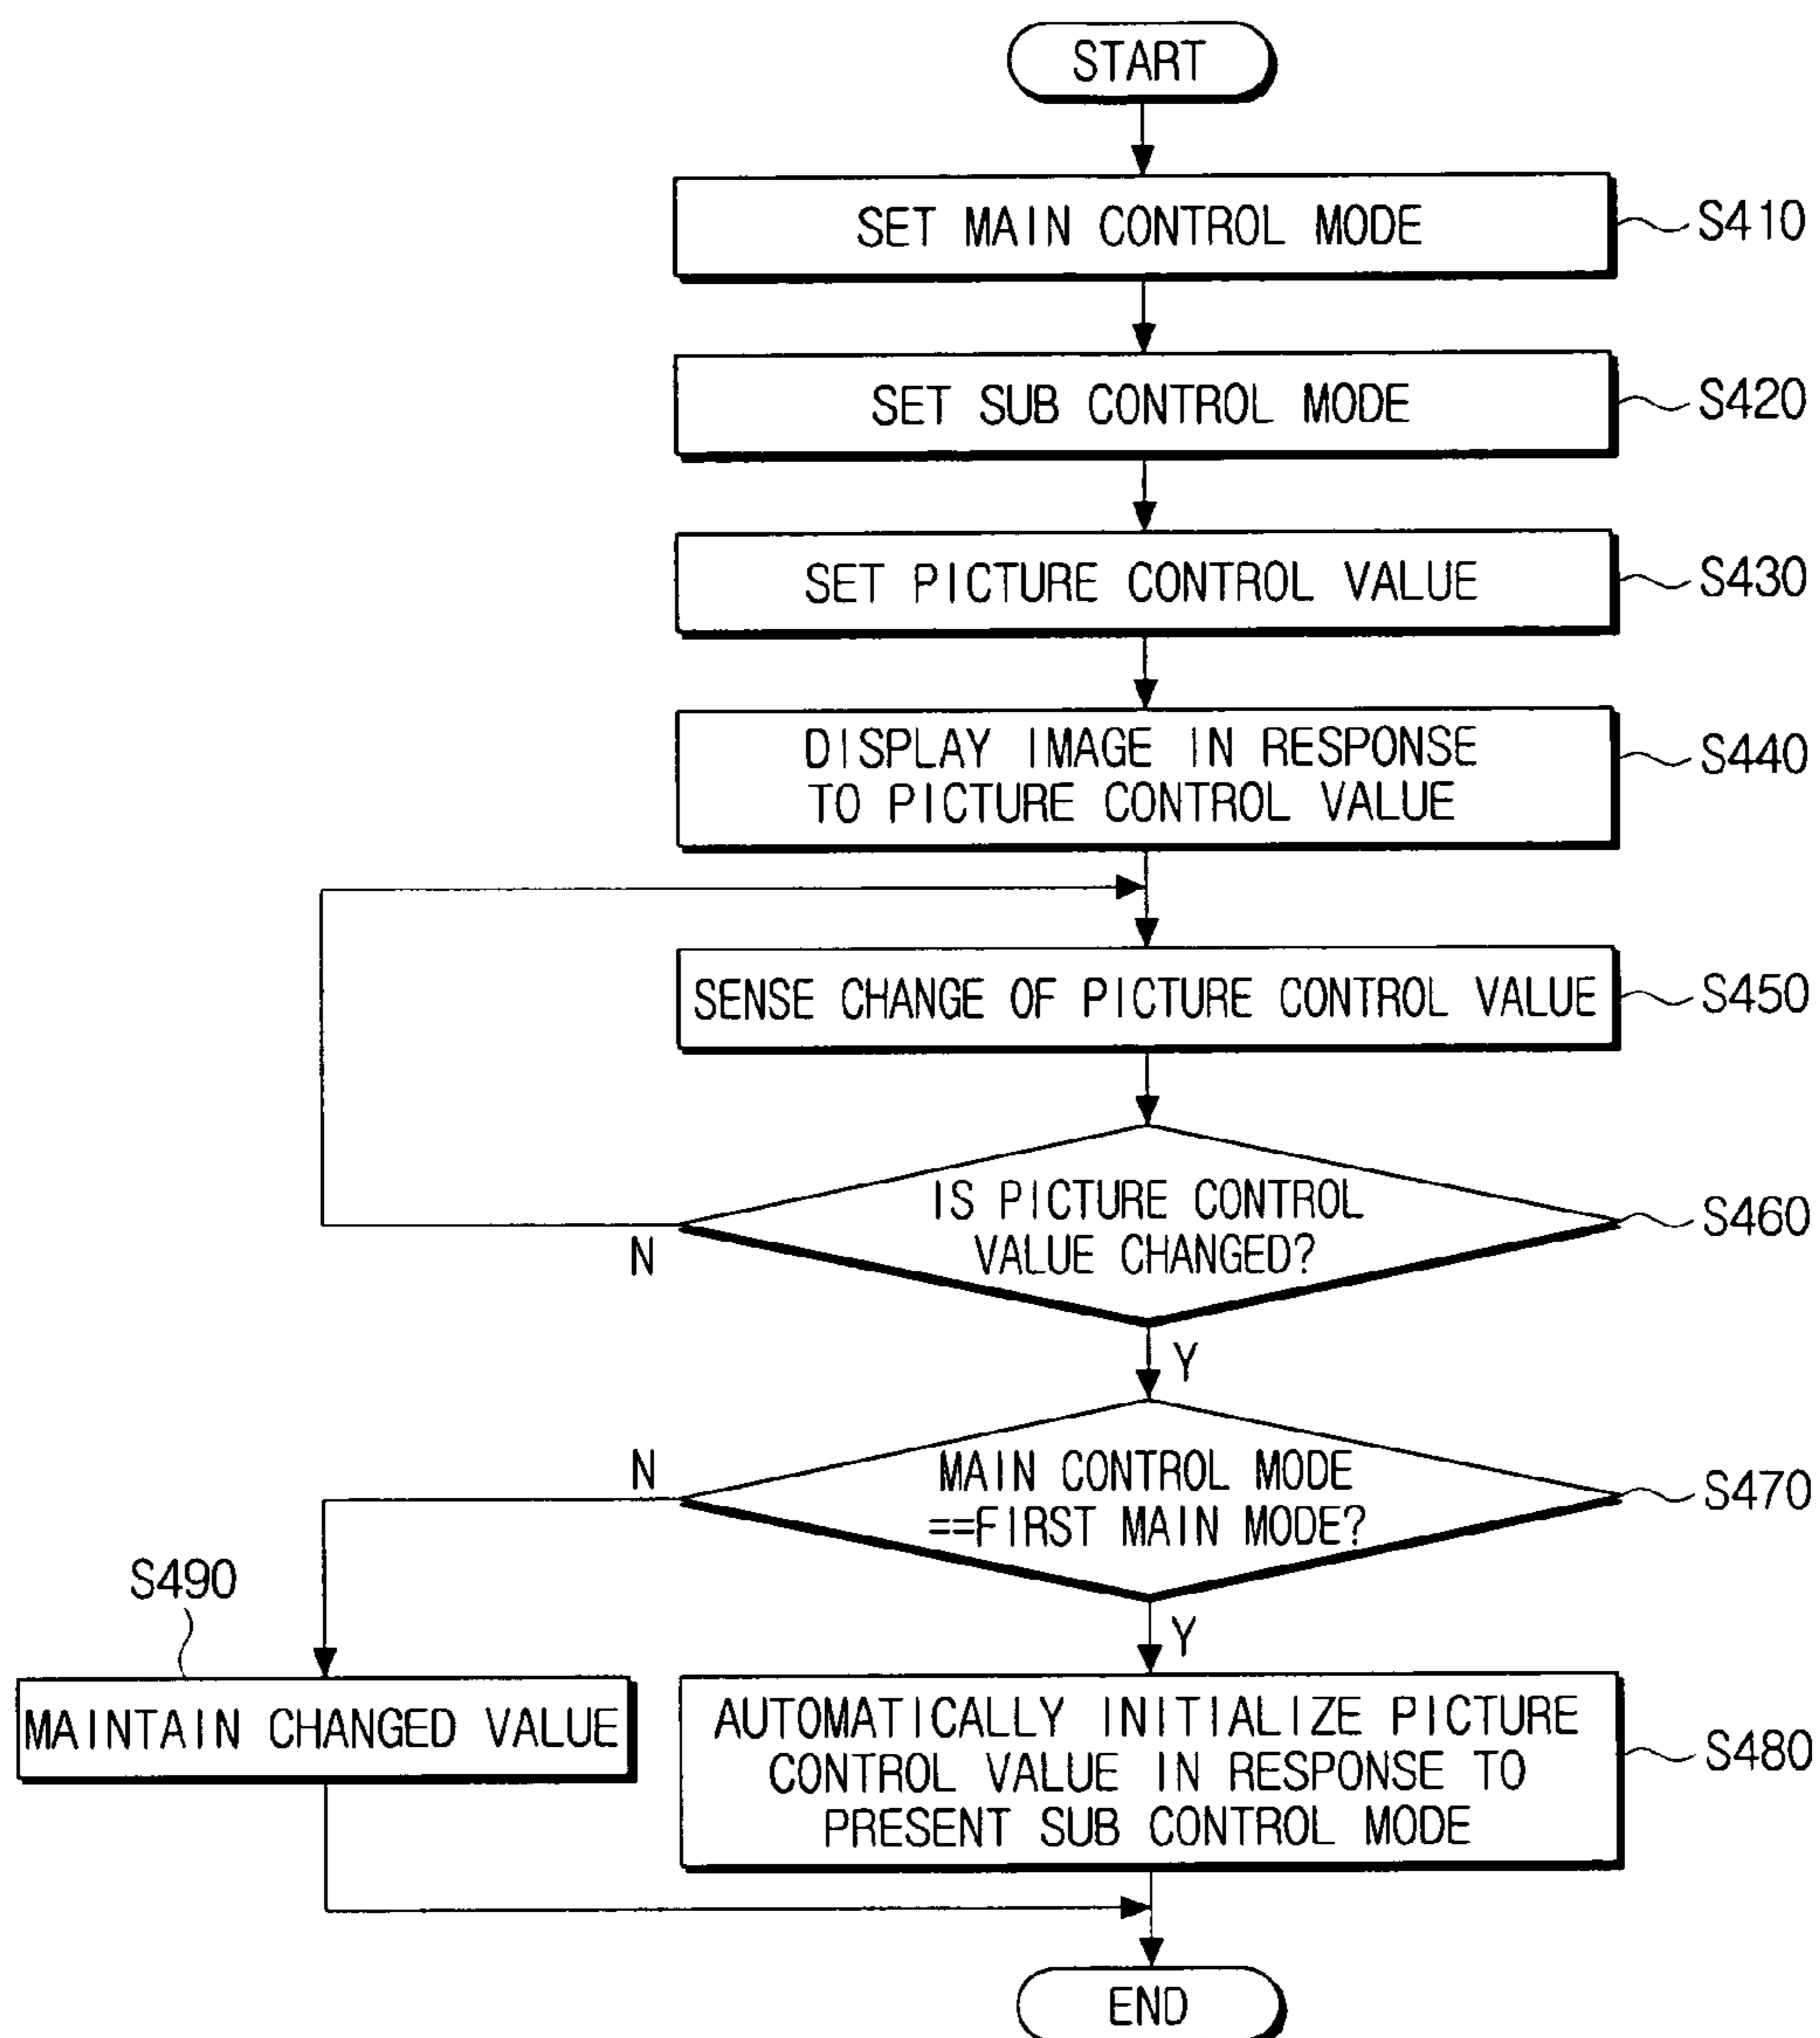 START
SET MAIN CONTROL MODE
S410
SET SUB CONTROL MODE
S420
SET PICTURE CONTROL VALUE
S430
DISPLAY IMAGE IN RESPONSE
TO PICTURE CONTROL VALUE
S440
SENSE CHANGE OF PICTURE CONTROL VALUE
S450
IS PICTURE CONTROL
VALUE CHANGED?
S460
N
Y
MAIN CONTROL MODE
==FIRST MAIN MODE?
S470
N
Y
S490
MAINTAIN CHANGED VALUE
AUTOMATICALLY INITIALIZE PICTURE
CONTROL VALUE IN RESPONSE TO
PRESENT SUB CONTROL MODE
S480
END